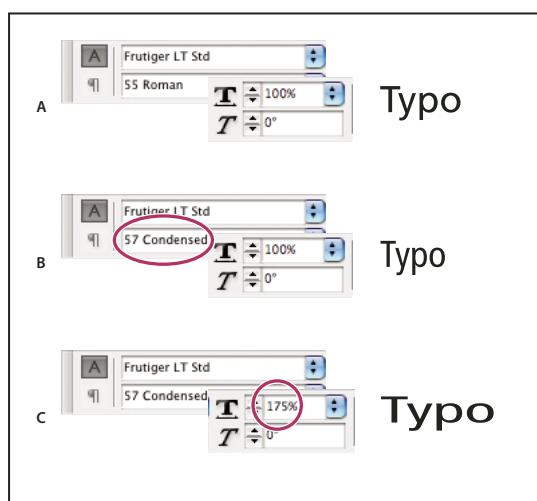 A
Frutiger LT Std
¶
55 Roman
T
100%
T
0°
A
Typo
A
Frutiger LT Std
¶
57 Condensed
T
100%
T
0°
B
Typo
A
Frutiger LT Std
¶
57 Condensed
T
175%
T
0°
C
Typo